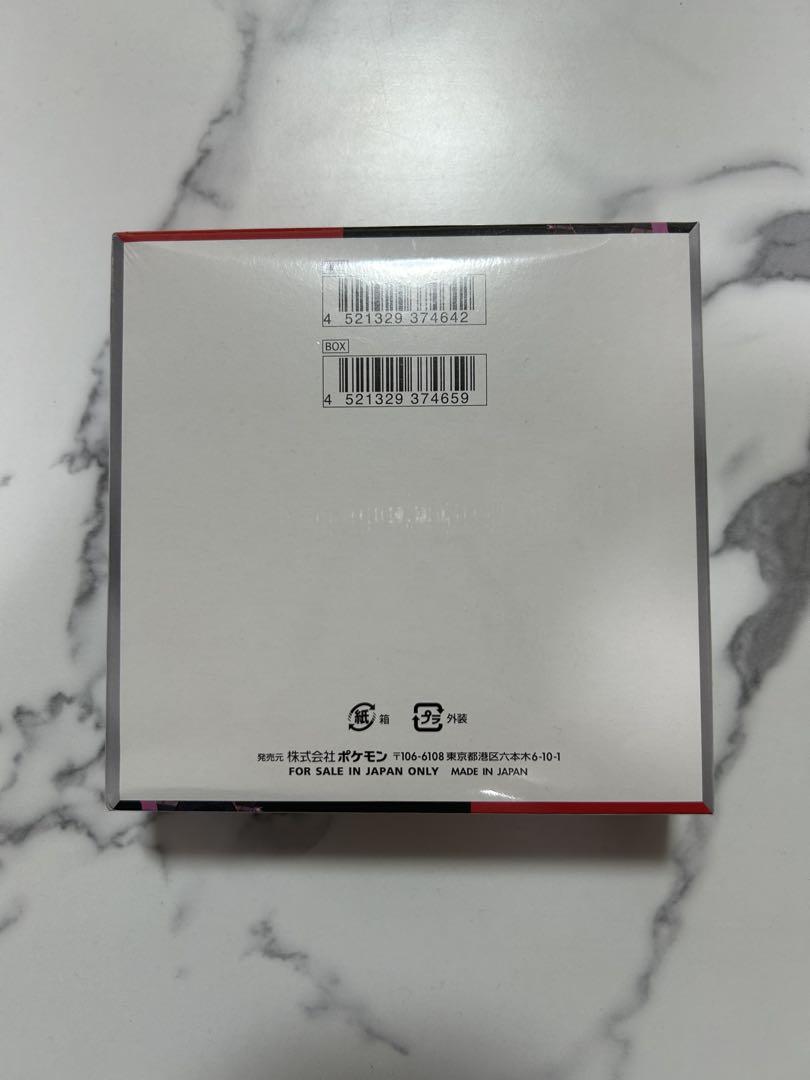 4 521329 374642
BOX
4 521329 374659
紙 箱 プラ 外装
発売元 株式会社ポケモン 〒106-6108 東京都港区六本木6-10-1
FOR SALE IN JAPAN ONLY MADE IN JAPAN